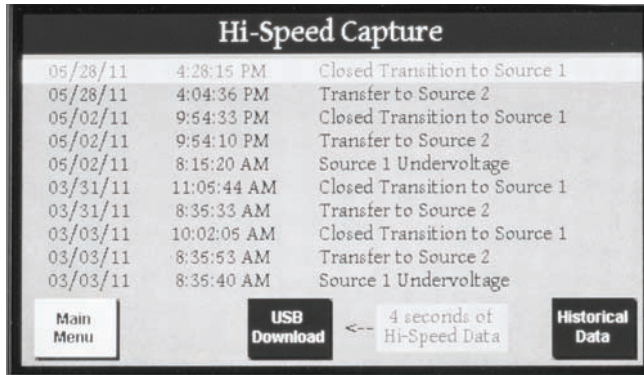 Hi-Speed Capture
05/28/11 4:28:15 PM Closed Transition to Source 1
05/28/11 4:04:36 PM Transfer to Source 2
05/02/11 9:54:33 PM Closed Transition to Source 1
05/02/11 9:54:10 PM Transfer to Source 2
05/02/11 8:15:20 AM Source 1 Undervoltage
03/31/11 11:05:44 AM Closed Transition to Source 1
03/31/11 8:35:33 AM Transfer to Source 2
03/03/11 10:02:05 AM Closed Transition to Source 1
03/03/11 8:35:53 AM Transfer to Source 2
03/03/11 8:35:40 AM Source 1 Undervoltage
Main
Menu
USB
Download
<-- 4 seconds of
Hi-Speed Data
Historical
Data